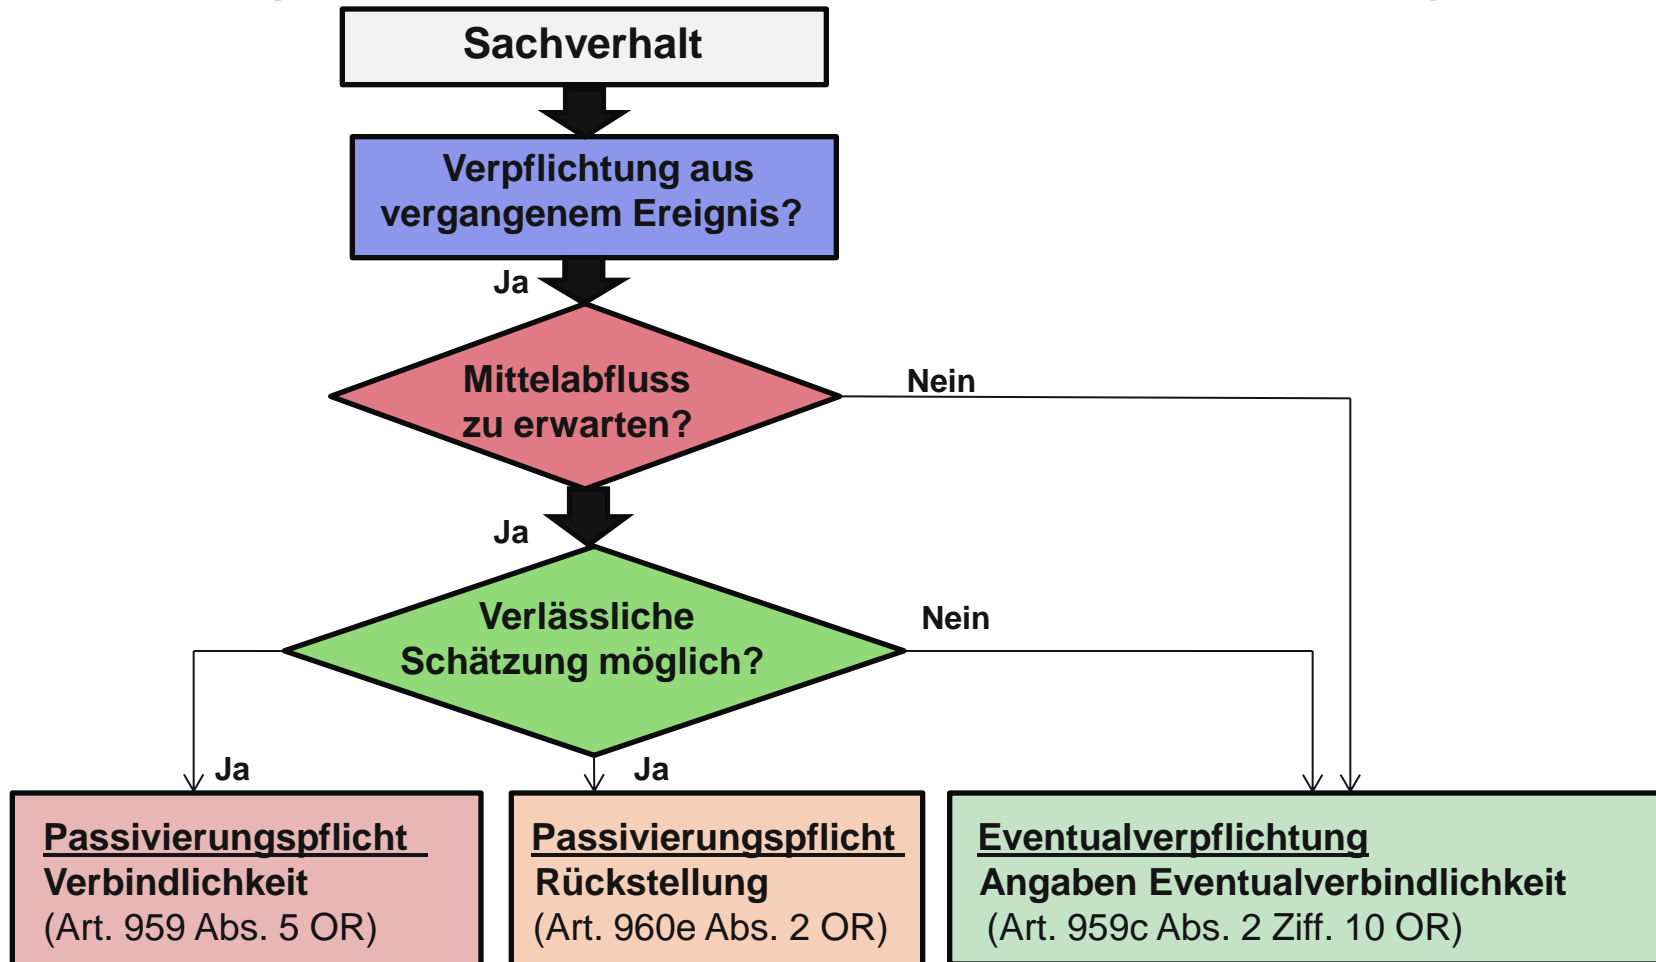 Sachverhalt
Verpflichtung aus
vergangenem Ereignis?
Ja
Mittelabfluss
zu erwarten?
Nein
Ja
Verlässliche
Schätzung möglich?
Nein
Ja
Ja
Passivierungspflicht
Verbindlichkeit
(Art. 959 Abs. 5 OR)
Passivierungspflicht
Rückstellung
(Art. 960e Abs. 2 OR)
Eventualverpflichtung
Angaben Eventualverbindlichkeit
(Art. 959c Abs. 2 Ziff. 10 OR)